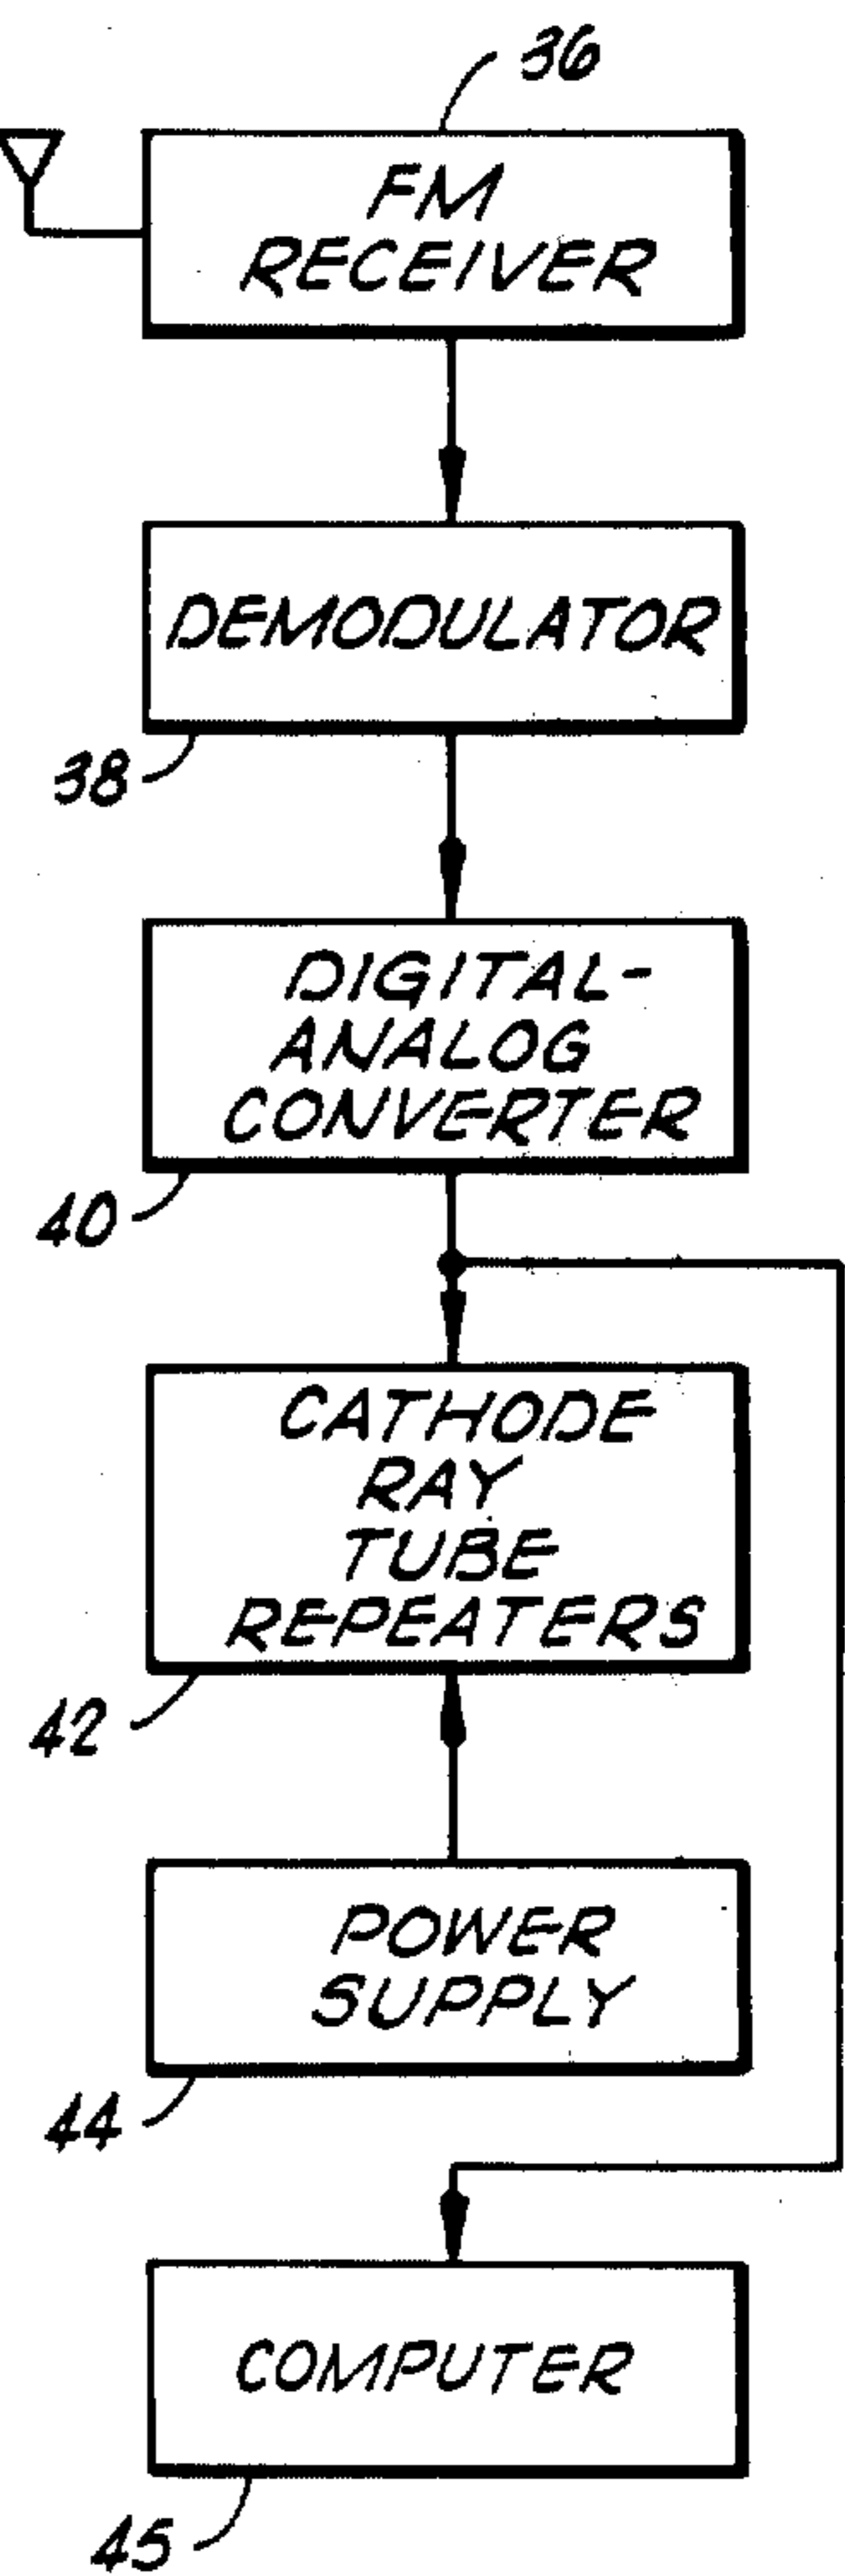 36
FM
RECEIVER
DEMODULATOR
38
DIGITAL-
ANALOG
CONVERTER
40
CATHODE
RAY
TUBE
REPEATERS
42
POWER
SUPPLY
44
COMPUTER
45